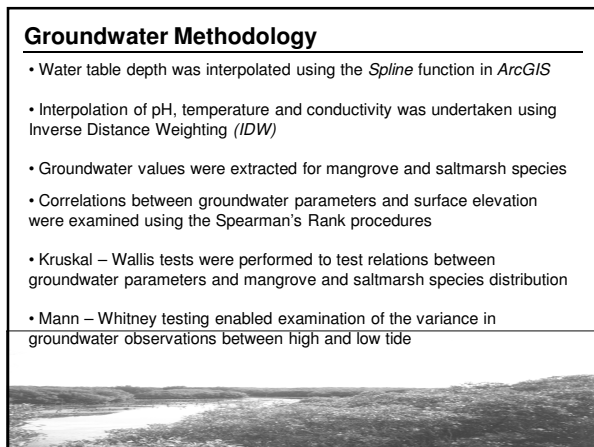 Groundwater Methodology
• Water table depth was interpolated using the Spline function in ArcGIS
• Interpolation of pH, temperature and conductivity was undertaken using
Inverse Distance Weighting (IDW)
• Groundwater values were extracted for mangrove and saltmarsh species
• Correlations between groundwater parameters and surface elevation
were examined using the Spearman's Rank procedures
• Kruskal – Wallis tests were performed to test relations between
groundwater parameters and mangrove and saltmarsh species distribution
• Mann – Whitney testing enabled examination of the variance in
groundwater observations between high and low tide